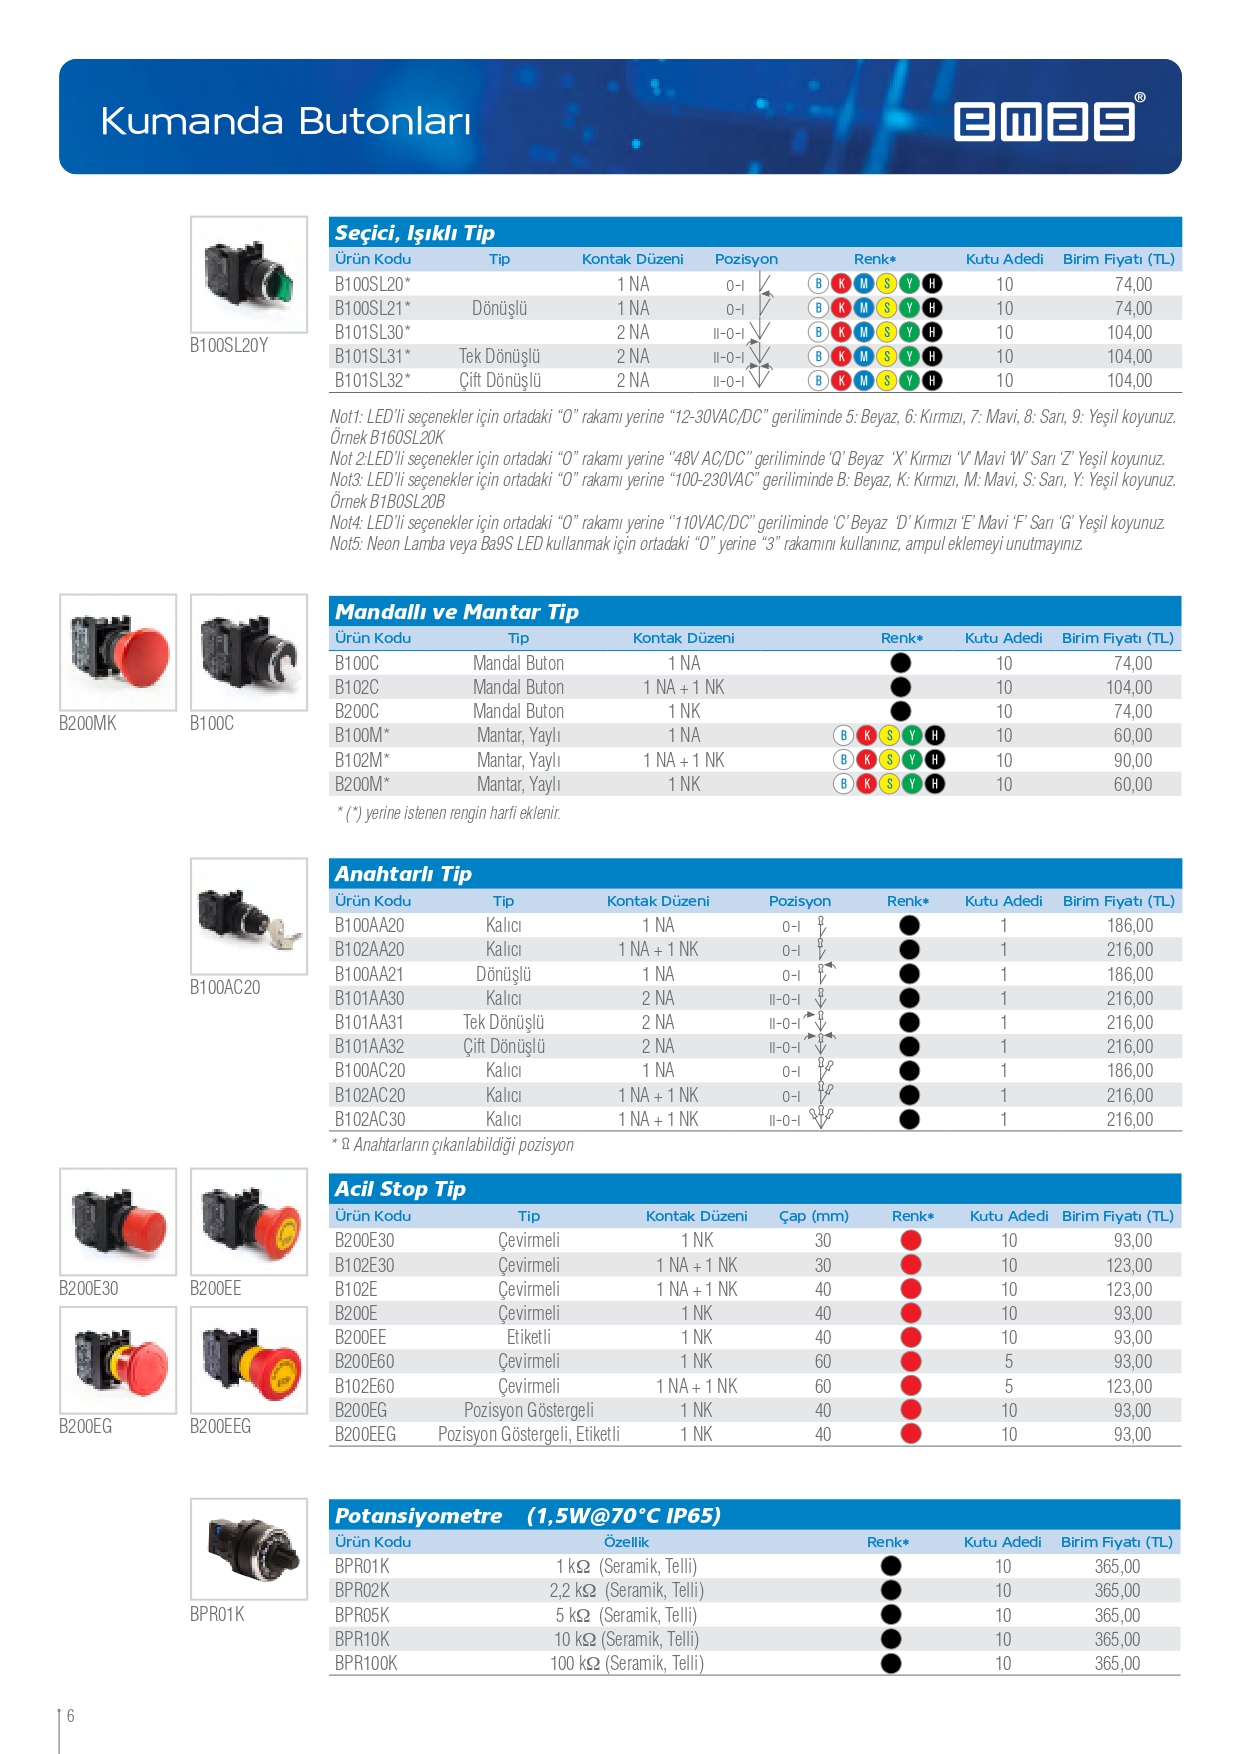 Kumanda Butonları
emas®
Seçici, Işıklı Tip
Ürün Kodu Tip Kontak Düzeni Pozisyon Renk* Kutu Adedi Birim Fiyatı (TL)
B100SL20* 1 NA 0-I B K M S Y H 10 74,00
B100SL21* Dönüşlü 1 NA 0-I B K M S Y H 10 74,00
B101SL30* 2 NA II-0-I B K M S Y H 10 104,00
B101SL31* Tek Dönüşlü 2 NA II-0-I B K M S Y H 10 104,00
B101SL32* Çift Dönüşlü 2 NA II-0-I B K M S Y H 10 104,00
B100SL20Y
Not1: LED'li seçenekler için ortadaki “O” rakamı yerine “12-30VAC/DC” geriliminde 5: Beyaz, 6: Kırmızı, 7: Mavi, 8: Sarı, 9: Yeşil koyunuz.
Örnek B160SL20K
Not 2:LED'li seçenekler için ortadaki “O” rakamı yerine ‘'48V AC/DC’' geriliminde ‘Q’ Beyaz ‘X’ Kırmızı ‘V’ Mavi ‘W’ Sarı ‘Z’ Yeşil koyunuz.
Not3: LED'li seçenekler için ortadaki “O” rakamı yerine “100-230VAC” geriliminde B: Beyaz, K: Kırmızı, M: Mavi, S: Sarı, Y: Yeşil koyunuz.
Örnek B1B0SL20B
Not4: LED'li seçenekler için ortadaki “O” rakamı yerine ‘'110VAC/DC’' geriliminde ‘C’ Beyaz ‘D’ Kırmızı ‘E’ Mavi ‘F’ Sarı ‘G’ Yeşil koyunuz.
Not5: Neon Lamba veya Ba9S LED kullanmak için ortadaki “O” yerine “3” rakamını kullanınız, ampul eklemeyi unutmayınız.
Mandallı ve Mantar Tip
Ürün Kodu Tip Kontak Düzeni Renk* Kutu Adedi Birim Fiyatı (TL)
B100C Mandal Buton 1 NA 10 74,00
B102C Mandal Buton 1 NA + 1 NK 10 104,00
B200C Mandal Buton 1 NK 10 74,00
B100M* Mantar, Yaylı 1 NA B K S Y H 10 60,00
B102M* Mantar, Yaylı 1 NA + 1 NK B K S Y H 10 90,00
B200M* Mantar, Yaylı 1 NK B K S Y H 10 60,00
B200MK B100C
* (*) yerine istenen rengin harfi eklenir.
Anahtarlı Tip
Ürün Kodu Tip Kontak Düzeni Pozisyon Renk* Kutu Adedi Birim Fiyatı (TL)
B100AA20 Kalıcı 1 NA 0-I 1 186,00
B102AA20 Kalıcı 1 NA + 1 NK 0-I 1 216,00
B100AA21 Dönüşlü 1 NA 0-I 1 186,00
B101AA30 Kalıcı 2 NA II-0-I 1 216,00
B101AA31 Tek Dönüşlü 2 NA II-0-I 1 216,00
B101AA32 Çift Dönüşlü 2 NA II-0-I 1 216,00
B100AC20 Kalıcı 1 NA 0-I 1 186,00
B102AC20 Kalıcı 1 NA + 1 NK 0-I 1 216,00
B102AC30 Kalıcı 1 NA + 1 NK II-0-I 1 216,00
B100AC20
* Anahtarların çıkarılabildiği pozisyon
Acil Stop Tip
Ürün Kodu Tip Kontak Düzeni Çap (mm) Renk* Kutu Adedi Birim Fiyatı (TL)
B200E30 Çevirmeli 1 NK 30 10 93,00
B102E30 Çevirmeli 1 NA + 1 NK 30 10 123,00
B102E Çevirmeli 1 NA + 1 NK 40 10 123,00
B200E Çevirmeli 1 NK 40 10 93,00
B200EE Etiketli 1 NK 40 10 93,00
B200E60 Çevirmeli 1 NK 60 5 93,00
B102E60 Çevirmeli 1 NA + 1 NK 60 5 123,00
B200EG Pozisyon Göstergeli 1 NK 40 10 93,00
B200EEG Pozisyon Göstergeli, Etiketli 1 NK 40 10 93,00
B200E30 B200EE
B200EG B200EEG
Potansiyometre (1,5W@70°C IP65)
Ürün Kodu Özellik Renk* Kutu Adedi Birim Fiyatı (TL)
BPR01K 1 kΩ (Seramik, Telli) 10 365,00
BPR02K 2,2 kΩ (Seramik, Telli) 10 365,00
BPR05K 5 kΩ (Seramik, Telli) 10 365,00
BPR10K 10 kΩ (Seramik, Telli) 10 365,00
BPR100K 100 kΩ (Seramik, Telli) 10 365,00
BPR01K
6